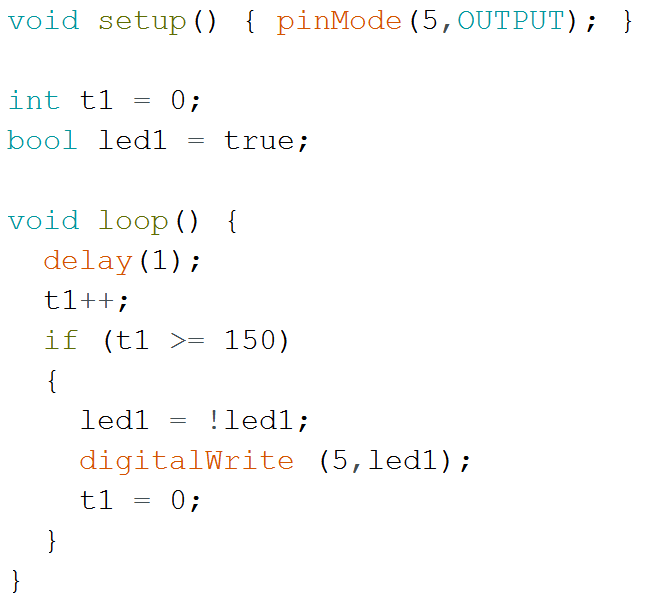 void setup() { pinMode(5,OUTPUT); }
int t1 = 0;
bool led1 = true;
void loop() {
delay(1);
t1++;
if (t1 >= 150)
{
led1 = !led1;
digitalWrite (5,led1);
t1 = 0;
}
}